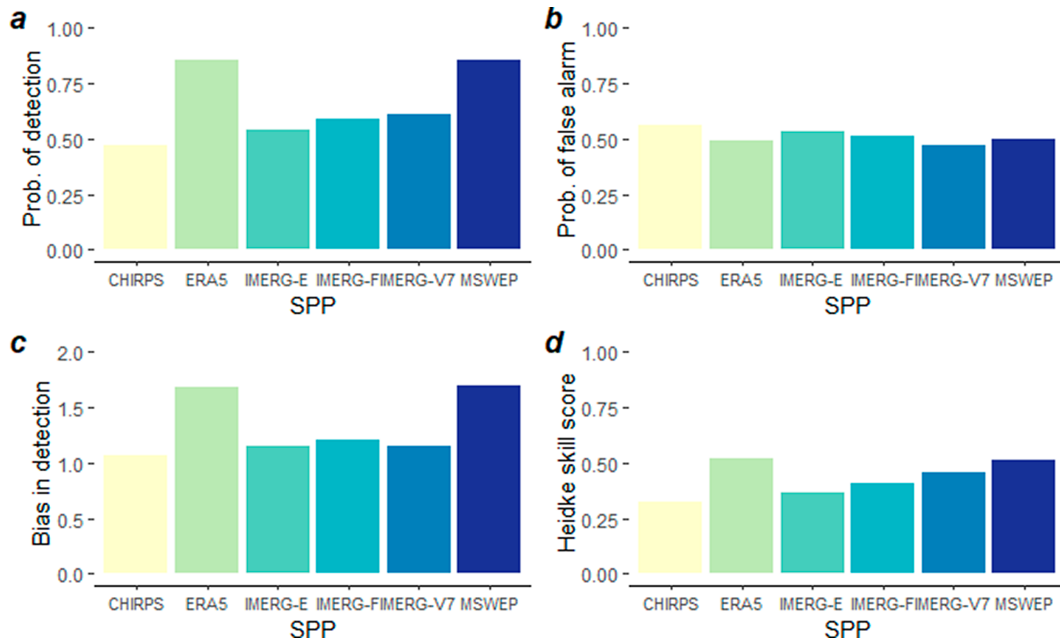 a
1.00
0.75
0.50
0.25
0.00
Prob. of detection
CHIRPS ERA5 IMERG-E IMERG-F IMERG-V7 MSWEP
SPP
b
1.00
0.75
0.50
0.25
0.00
Prob. of false alarm
CHIRPS ERA5 IMERG-E IMERG-F IMERG-V7 MSWEP
SPP
c
2.0
1.5
1.0
0.5
0.0
Bias in detection
CHIRPS ERA5 IMERG-E IMERG-F IMERG-V7 MSWEP
SPP
d
1.00
0.75
0.50
0.25
0.00
Heidke skill score
CHIRPS ERA5 IMERG-E IMERG-F IMERG-V7 MSWEP
SPP